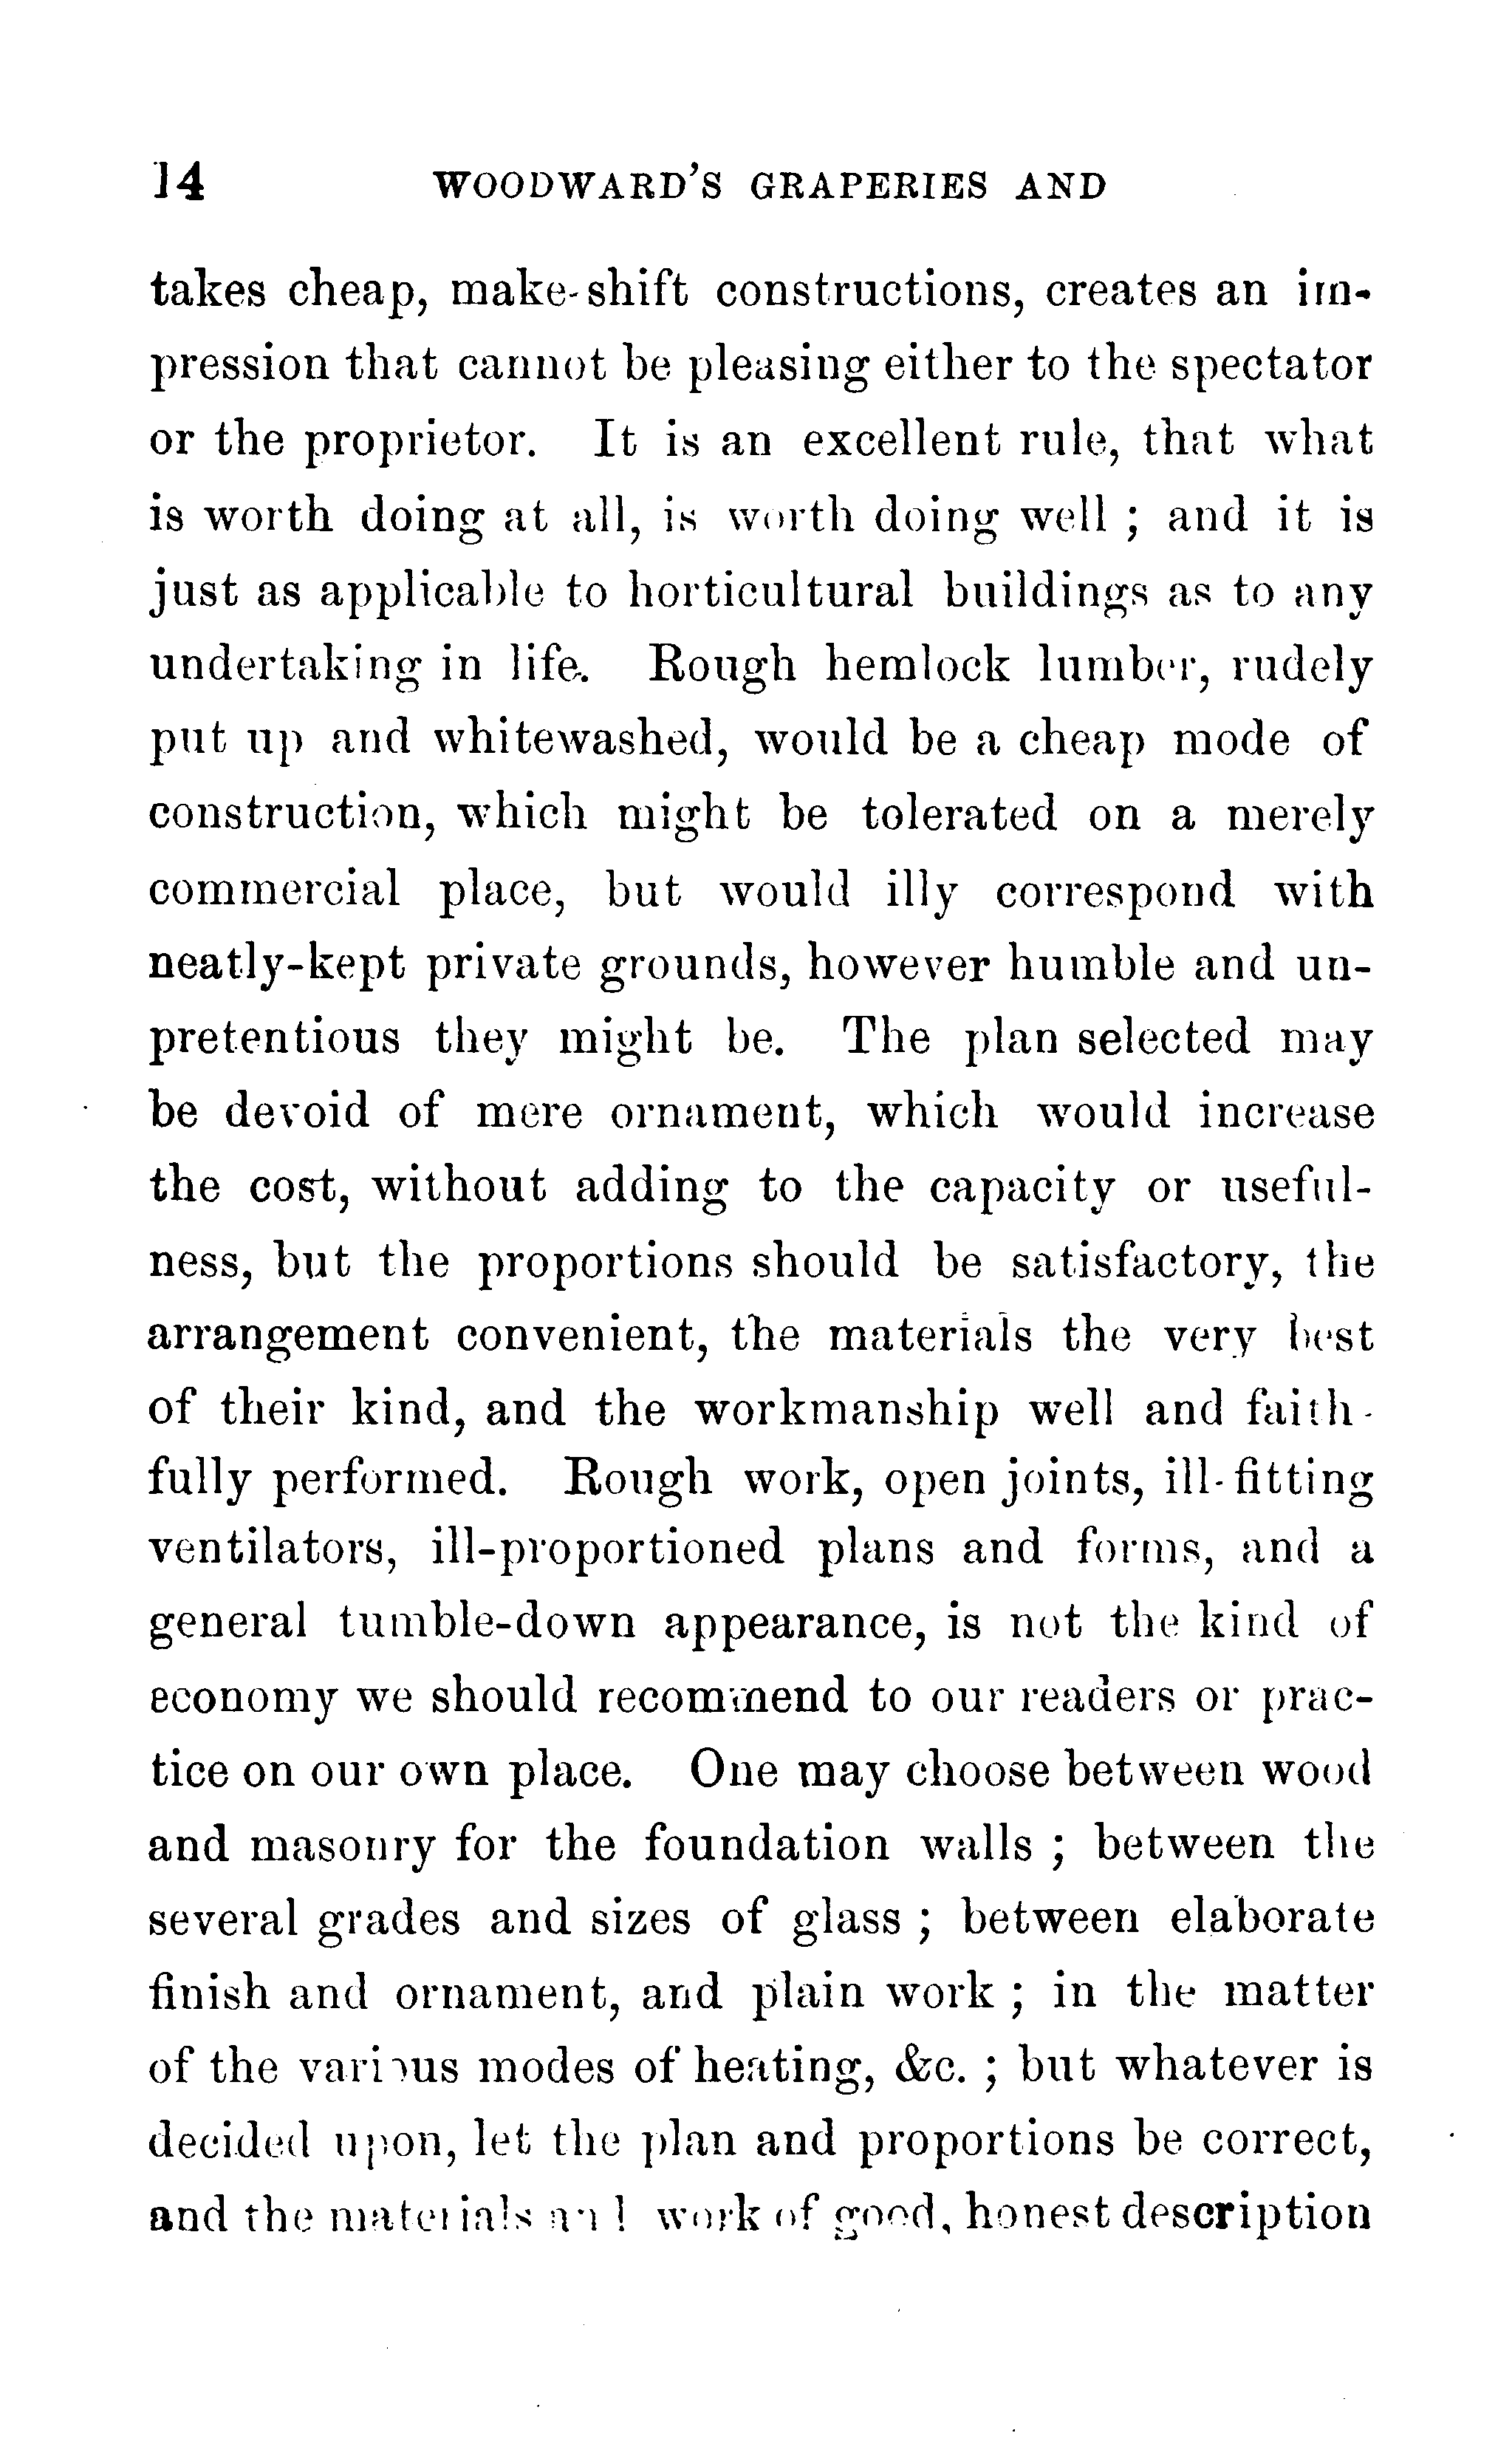 14 WOODWARD'S GRAPERIES AND
takes cheap, make-shift constructions, creates an im-
pression that cannot be pleasing either to the spectator
or the proprietor. It is an excellent rule, that what
is worth doing at all, is worth doing well ; and it is
just as applicable to horticultural buildings as to any
undertaking in life. Rough hemlock lumber, rudely
put up and whitewashed, would be a cheap mode of
construction, which might be tolerated on a merely
commercial place, but would illy correspond with
neatly-kept private grounds, however humble and un-
pretentious they might be. The plan selected may
be devoid of mere ornament, which would increase
the cost, without adding to the capacity or useful-
ness, but the proportions should be satisfactory, the
arrangement convenient, the materials the very best
of their kind, and the workmanship well and faith-
fully performed. Rough work, open joints, ill-fitting
ventilators, ill-proportioned plans and forms, and a
general tumble-down appearance, is not the kind of
economy we should recommend to our readers or prac-
tice on our own place. One may choose between wood
and masonry for the foundation walls ; between the
several grades and sizes of glass ; between elaborate
finish and ornament, and plain work ; in the matter
of the various modes of heating, &c. ; but whatever is
decided upon, let the plan and proportions be correct,
and the materials and work of good, honest description